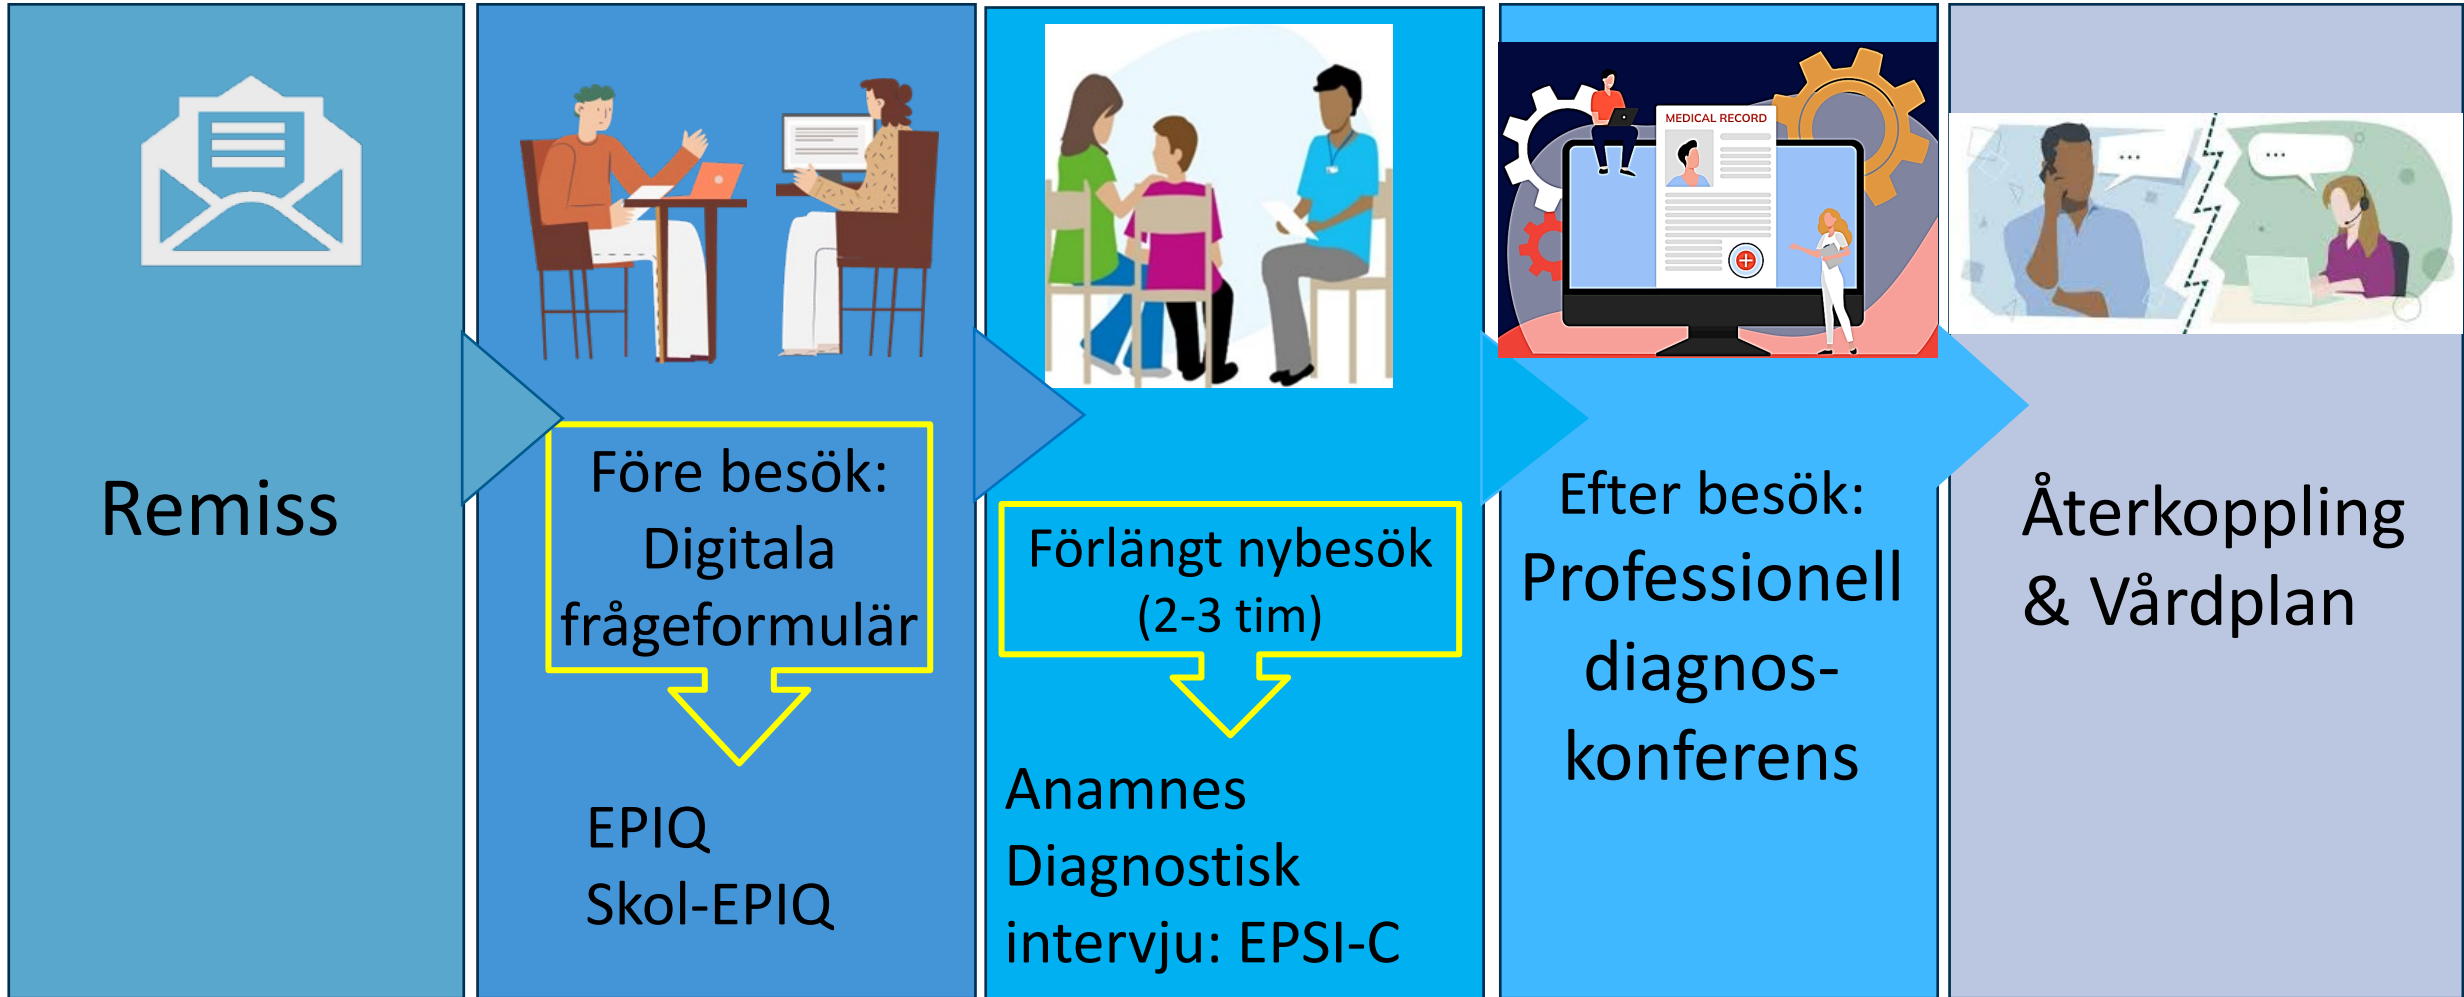 Remiss
Före besök:
Digitala
frågeformulär
EPIQ
Skol-EPIQ
Förlängt nybesök
(2-3 tim)
Anamnes
Diagnostisk
intervju: EPSI-C
MEDICAL RECORD
Efter besök:
Professionell
diagnos-
konferens
Återkoppling
& Vårdplan